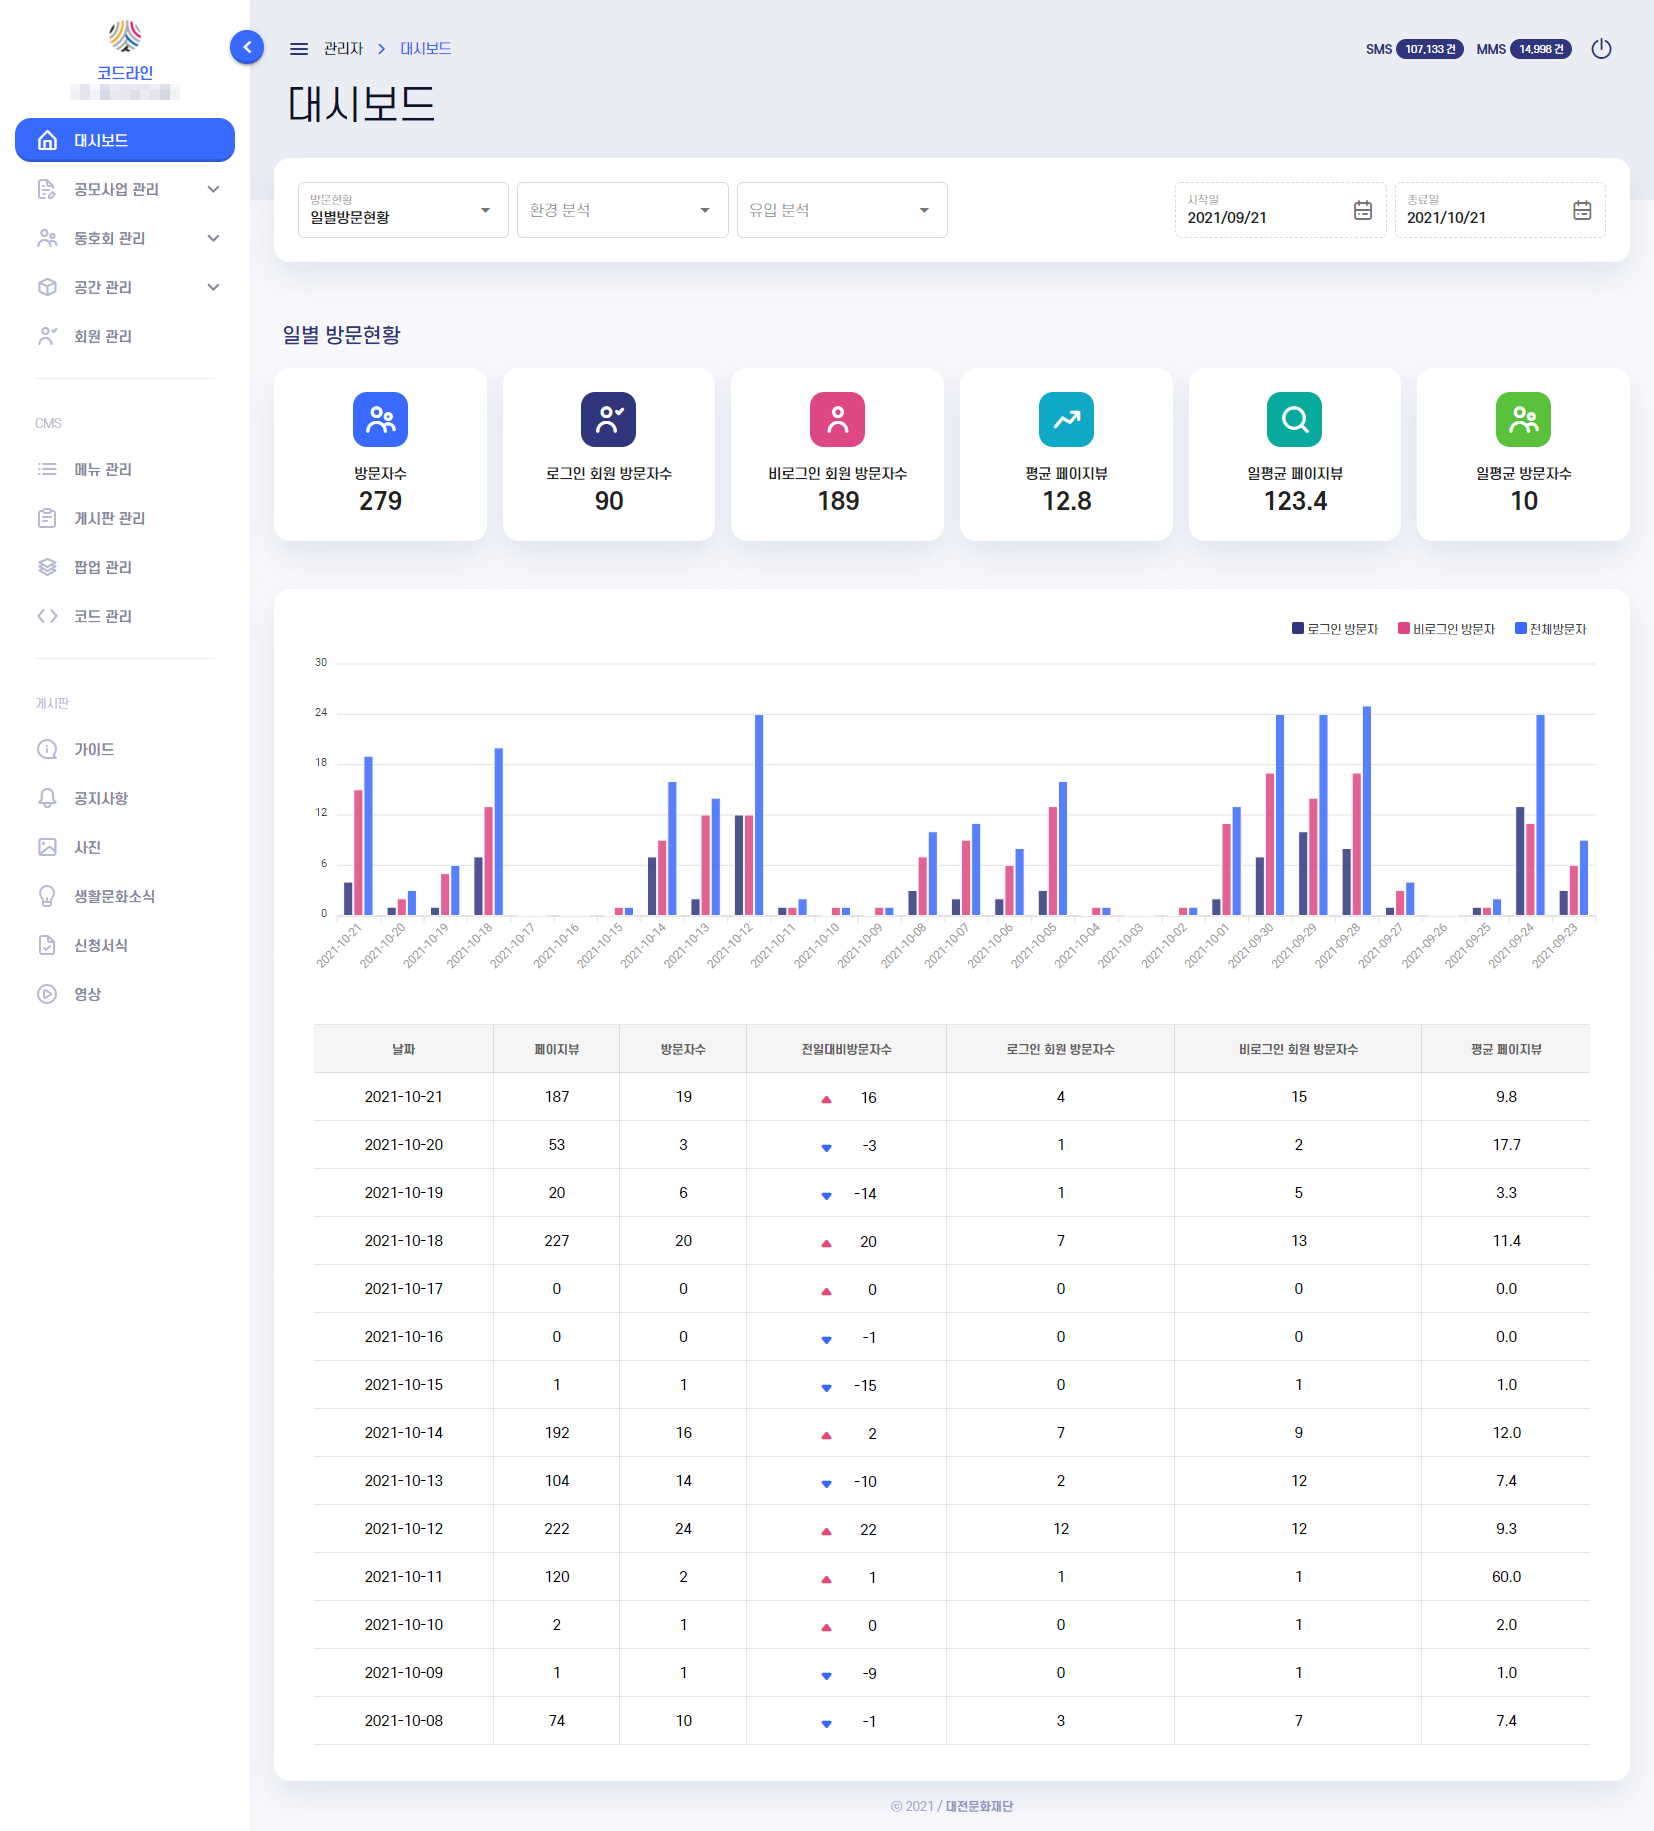 코드라인
대시보드
공모사업 관리
동호회 관리
공간 관리
회원 관리
CMS
메뉴 관리
게시판 관리
팝업 관리
코드 관리
게시판
가이드
공지사항
사진
생활문화소식
신청서식
영상
관리자 > 대시보드
SMS 107,133 건 MMS 14,998 건
대시보드
방문현황
일별방문현황
환경 분석
유입 분석
시작일
2021/09/21
종료일
2021/10/21
일별 방문현황
방문자수
279
로그인 회원 방문자수
90
비로그인 회원 방문자수
189
평균 페이지뷰
12.8
일평균 페이지뷰
123.4
일평균 방문자수
10
로그인 방문자 비로그인 방문자 전체방문자
30
24
18
12
6
0
2021-10-21 2021-10-20 2021-10-19 2021-10-18 2021-10-17 2021-10-16 2021-10-15 2021-10-14 2021-10-13 2021-10-12 2021-10-11 2021-10-10 2021-10-09 2021-10-08 2021-10-07 2021-10-06 2021-10-05 2021-10-04 2021-10-03 2021-10-02 2021-10-01 2021-09-30 2021-09-29 2021-09-28 2021-09-27 2021-09-26 2021-09-25 2021-09-24 2021-09-23
날짜 페이지뷰 방문자수 전일대비방문자수 로그인 회원 방문자수 비로그인 회원 방문자수 평균 페이지뷰
2021-10-21 187 19 ▲ 16 4 15 9.8
2021-10-20 53 3 ▼ -3 1 2 17.7
2021-10-19 20 6 ▼ -14 1 5 3.3
2021-10-18 227 20 ▲ 20 7 13 11.4
2021-10-17 0 0 ▲ 0 0 0 0.0
2021-10-16 0 0 ▼ -1 0 0 0.0
2021-10-15 1 1 ▼ -15 0 1 1.0
2021-10-14 192 16 ▲ 2 7 9 12.0
2021-10-13 104 14 ▼ -10 2 12 7.4
2021-10-12 222 24 ▲ 22 12 12 9.3
2021-10-11 120 2 ▲ 1 1 1 60.0
2021-10-10 2 1 ▲ 0 0 1 2.0
2021-10-09 1 1 ▼ -9 0 1 1.0
2021-10-08 74 10 ▼ -1 3 7 7.4
ⓒ 2021 / 대전문화재단